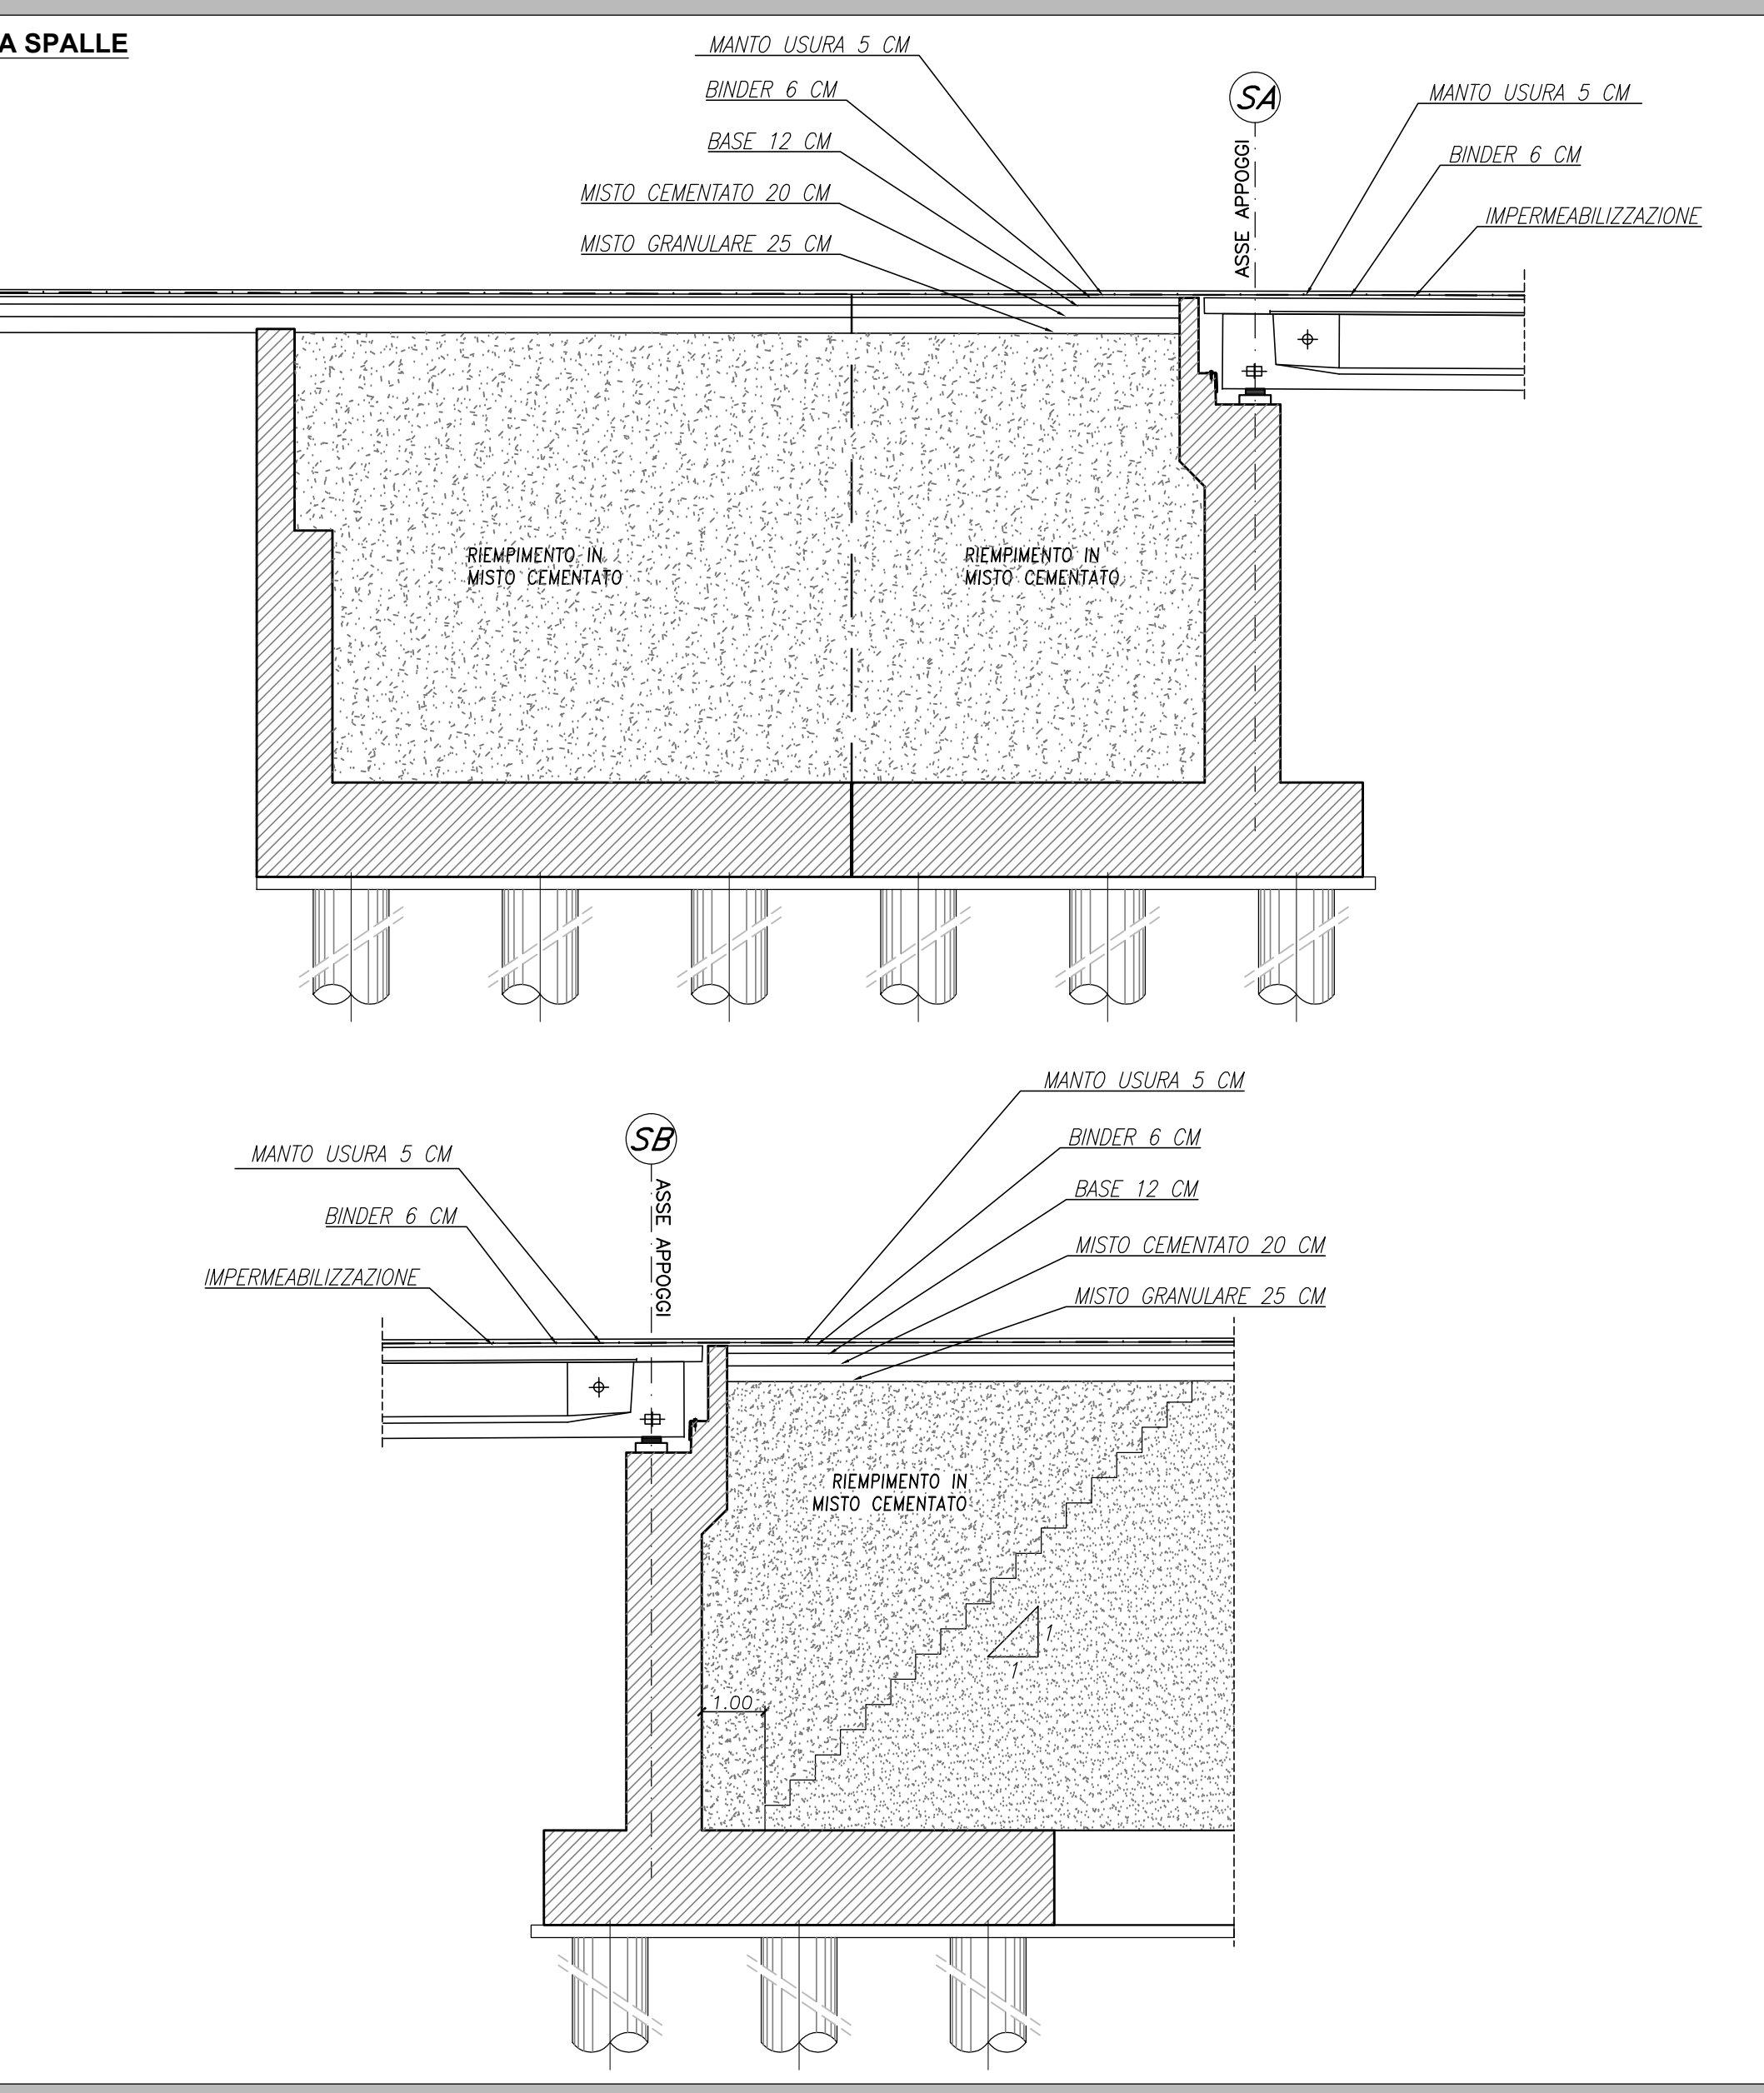 A SPALLE
MANTO USURA 5 CM
BINDER 6 CM
BASE 12 CM
MISTO CEMENTATO 20 CM
MISTO GRANULARE 25 CM
SA
ASSE APPOGGI
MANTO USURA 5 CM
BINDER 6 CM
IMPERMEABILIZZAZIONE
RIEMPIMENTO IN
MISTO CEMENTATO
RIEMPIMENTO IN
MISTO CEMENTATO
SB
ASSE APPOGGI
MANTO USURA 5 CM
BINDER 6 CM
IMPERMEABILIZZAZIONE
MANTO USURA 5 CM
BINDER 6 CM
BASE 12 CM
MISTO CEMENTATO 20 CM
MISTO GRANULARE 25 CM
RIEMPIMENTO IN
MISTO CEMENTATO
1
1
1.00